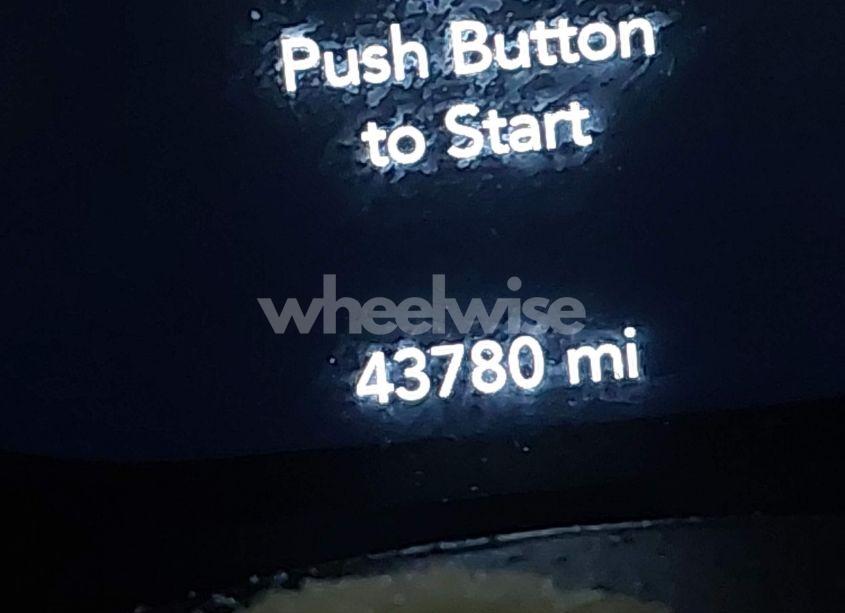 Push Button
to Start
wheelwise
43780 mi